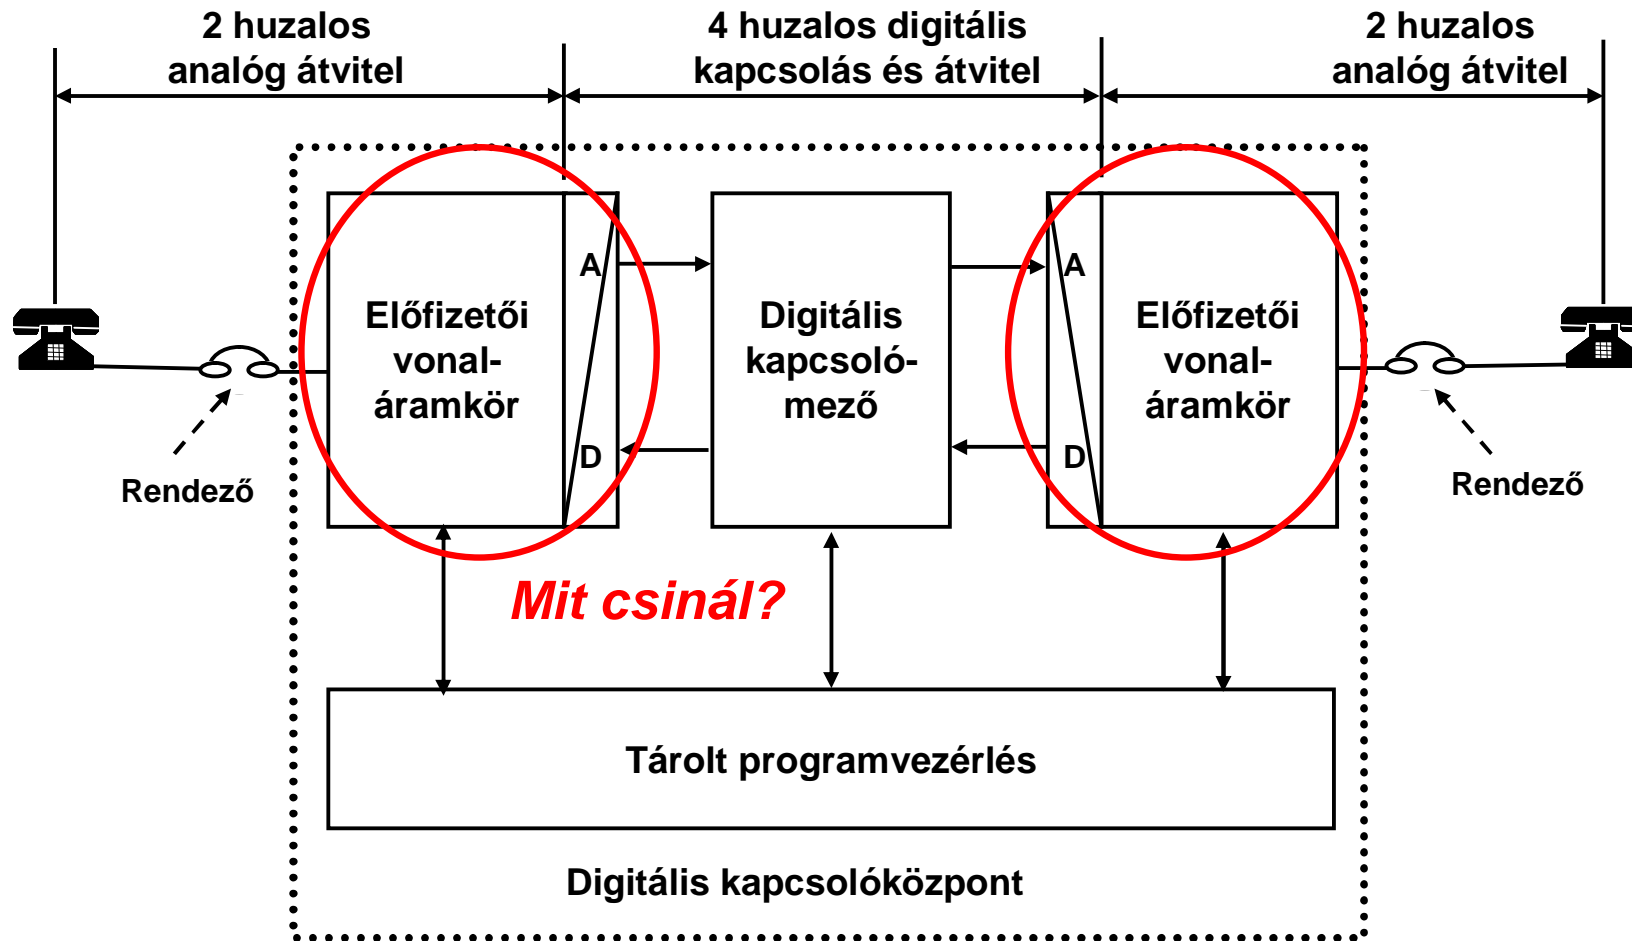 2 huzalos
analóg átvitel
4 huzalos digitális
kapcsolás és átvitel
2 huzalos
analóg átvitel
Előfizetői
vonal-
áramkör
A
D
Digitális
kapcsoló-
mező
A
D
Előfizetői
vonal-
áramkör
Rendező
Rendező
Mit csinál?
Tárolt programvezérlés
Digitális kapcsolóközpont